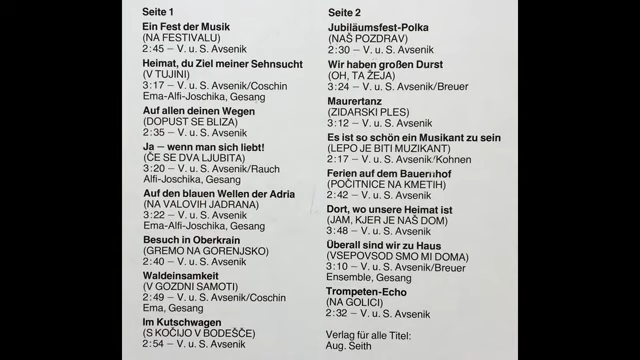 Seite 1
Ein Fest der Musik
(NA FESTIVALU)
2:45 – V. u. S. Avsenik
Heimat, du Ziel meiner Sehnsucht
(V TUJINI)
3:17 – V. u. S. Avsenik/Coschin
Ema-Alfi-Joschika, Gesang
Auf allen deinen Wegen
(DOPUST SE BLIZA)
2:35 – V. u. S. Avsenik
Ja – wenn man sich liebt!
(ČE SE DVA LJUBITA)
3:20 – V. u. S. Avsenik/Rauch
Alfi-Joschika, Gesang
Auf den blauen Wellen der Adria
(NA VALOVIH JADRANA)
3:22 – V. u. S. Avsenik
Ema-Alfi-Joschika, Gesang
Besuch in Oberkrain
(GREMO NA GORENJSKO)
2:40 – V. u. S. Avsenik
Waldeinsamkeit
(V GOZDNI SAMOTI)
2:49 – V. u. S. Avsenik/Coschin
Ema, Gesang
Im Kutschwagen
(S KOČIJO V BODEŠČE)
2:54 – V. u. S. Avsenik
Seite 2
Jubiläumsfest-Polka
(NAŠ POZDRAV)
2:30 – V. u. S. Avsenik
Wir haben großen Durst
(OH, TA ŽEJA)
3:24 – V. u. S. Avsenik/Breuer
Maurertanz
(ZIDARSKI PLES)
3:12 – V. u. S. Avsenik
Es ist so schön ein Musikant zu sein
(LEPO JE BITI MUZIKANT)
2:17 – V. u. S. Avsenik/Kohnen
Ferien auf dem Bauernhof
(POČITNICE NA KMETIH)
2:42 – V. u. S. Avsenik
Dort, wo unsere Heimat ist
(JAM, KJER JE NAŠ DOM)
3:48 – V. u. S. Avsenik
Überall sind wir zu Haus
(VSEPOVSOD SMO MI DOMA)
3:10 – V. u. S. Avsenik/Breuer
Ensemble, Gesang
Trompeten-Echo
(NA GOLICI)
2:32 – V. u. S. Avsenik
Verlag für alle Titel:
Aug. Seith